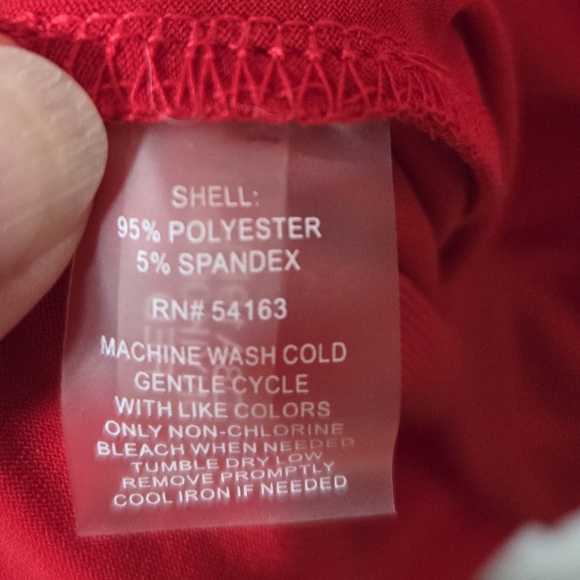 SHELL:
95% POLYESTER
5% SPANDEX
RN# 54163
MACHINE WASH COLD
GENTLE CYCLE
WITH LIKE COLORS
ONLY NON-CHLORINE
BLEACH WHEN NEEDED
TUMBLE DRY LOW
REMOVE PROMPTLY
COOL IRON IF NEEDED